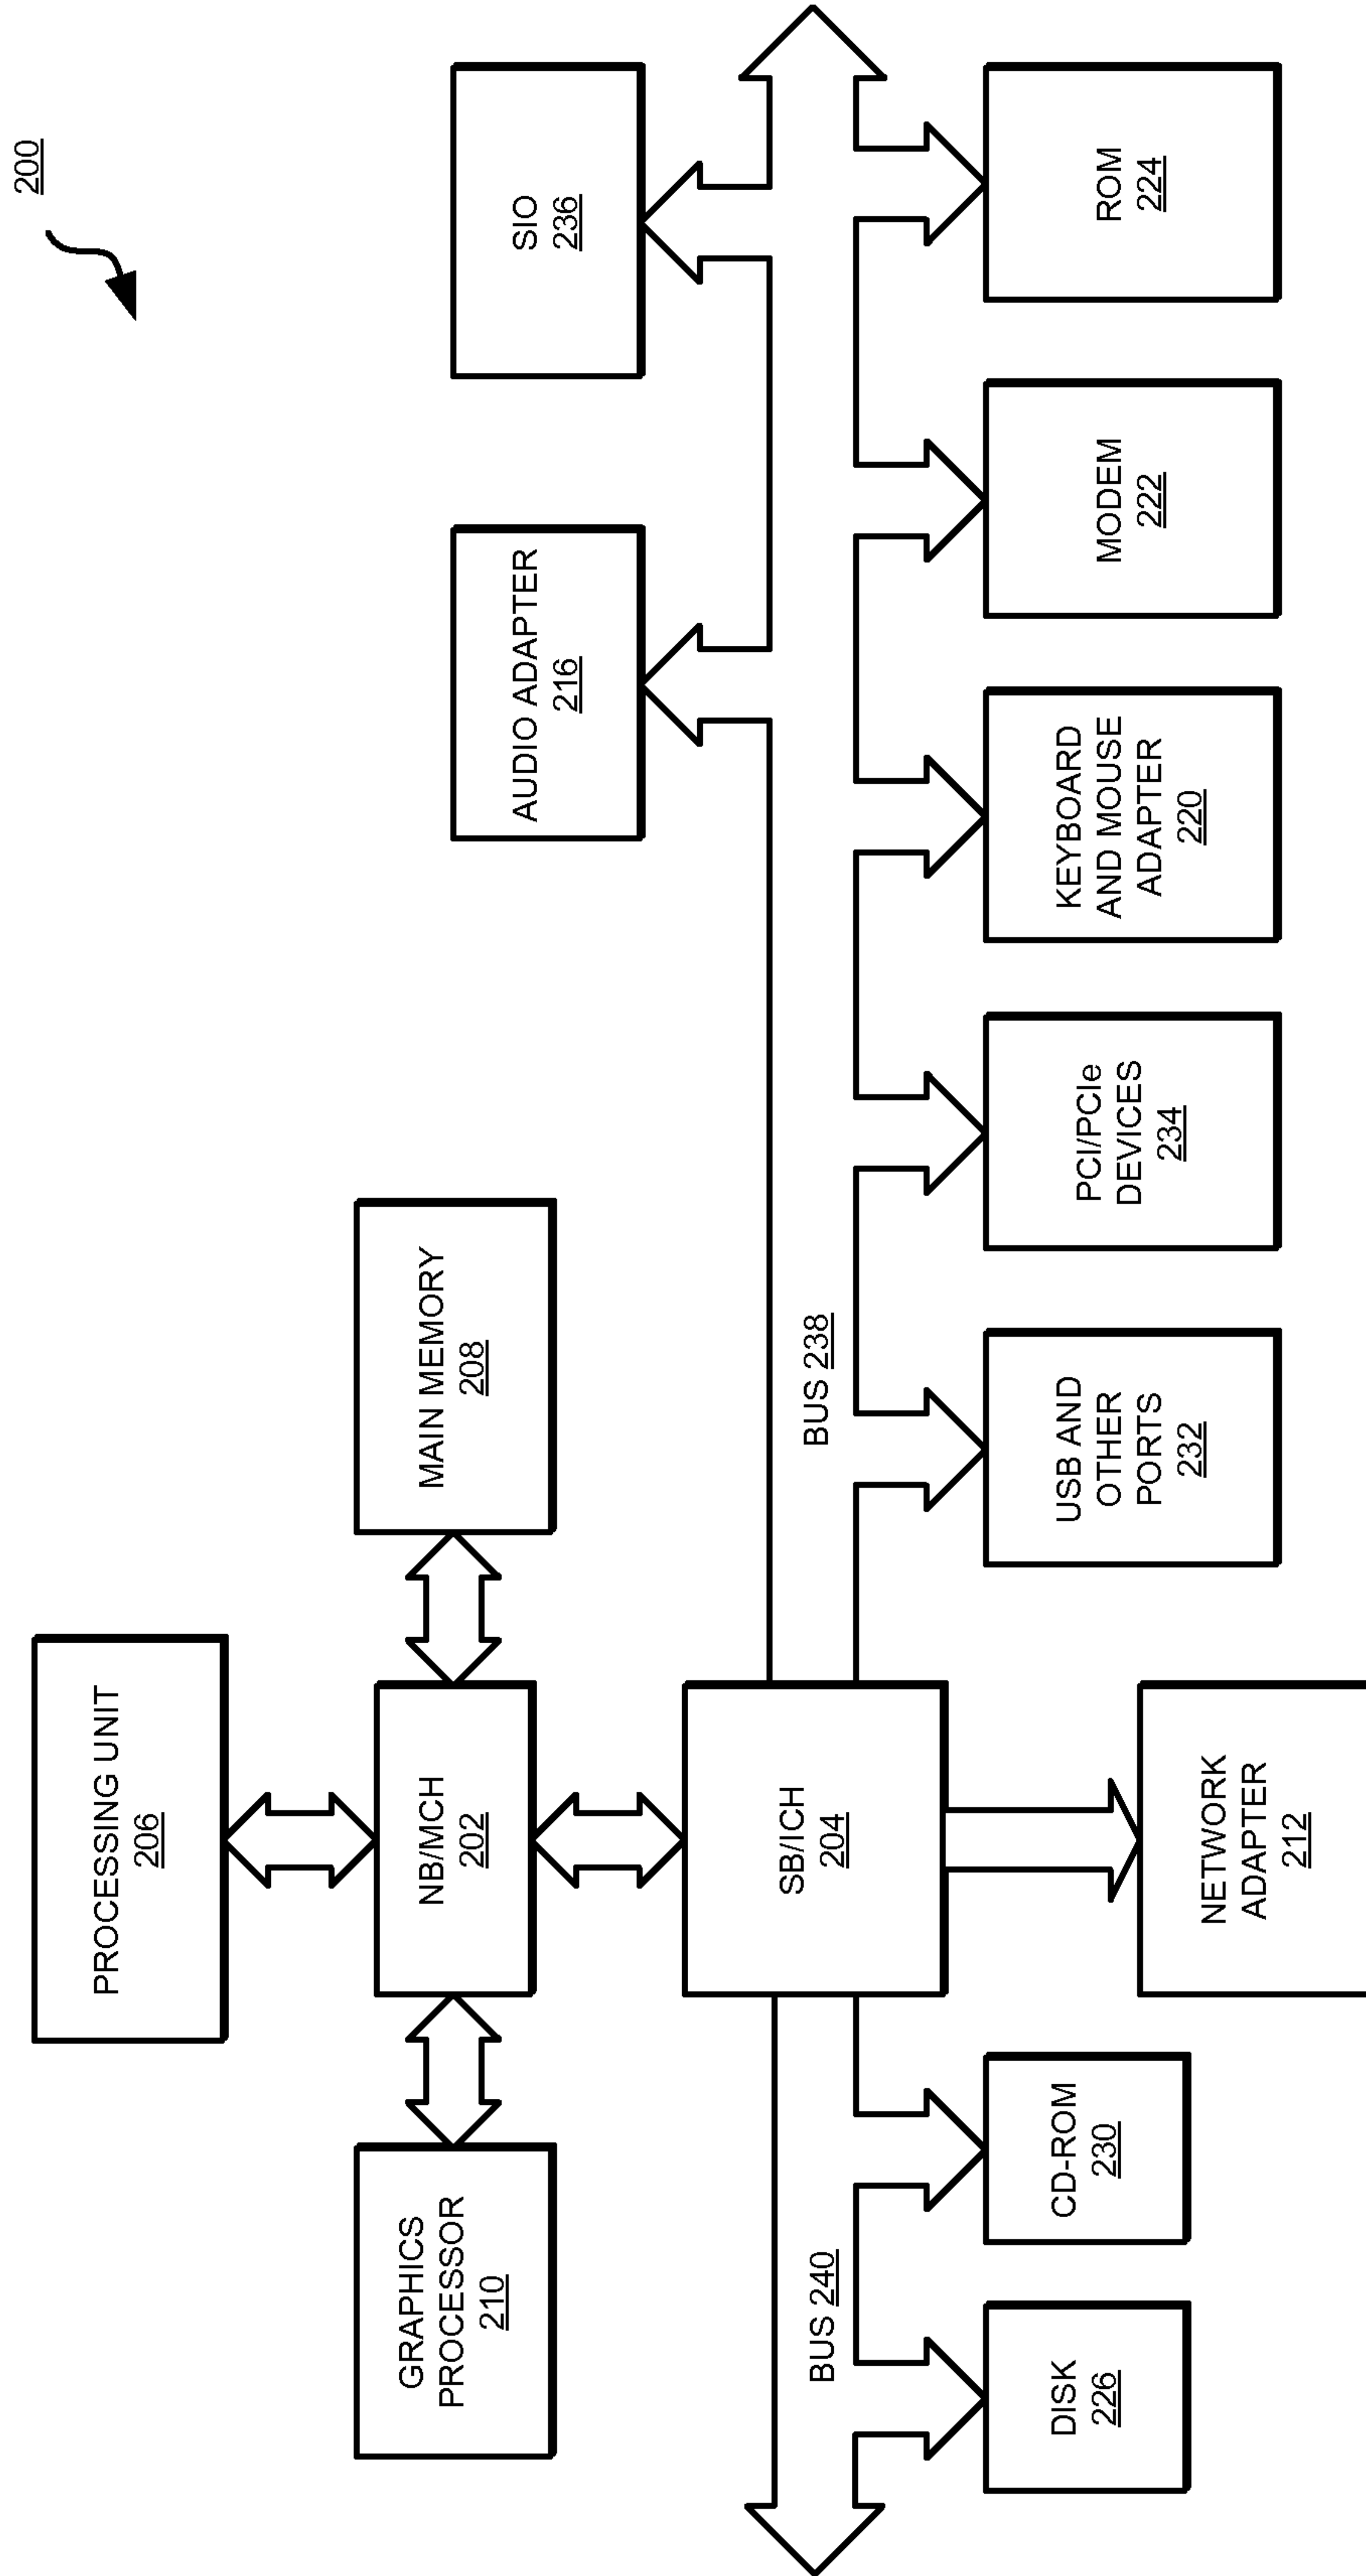 200
PROCESSING UNIT
206
GRAPHICS
PROCESSOR
210
NB/MCH
202
MAIN MEMORY
208
AUDIO ADAPTER
216
SIO
236
SB/ICH
204
BUS 240
BUS 238
DISK
226
CD-ROM
230
USB AND
OTHER
PORTS
232
PCI/PCIe
DEVICES
234
KEYBOARD
AND MOUSE
ADAPTER
220
MODEM
222
ROM
224
NETWORK
ADAPTER
212